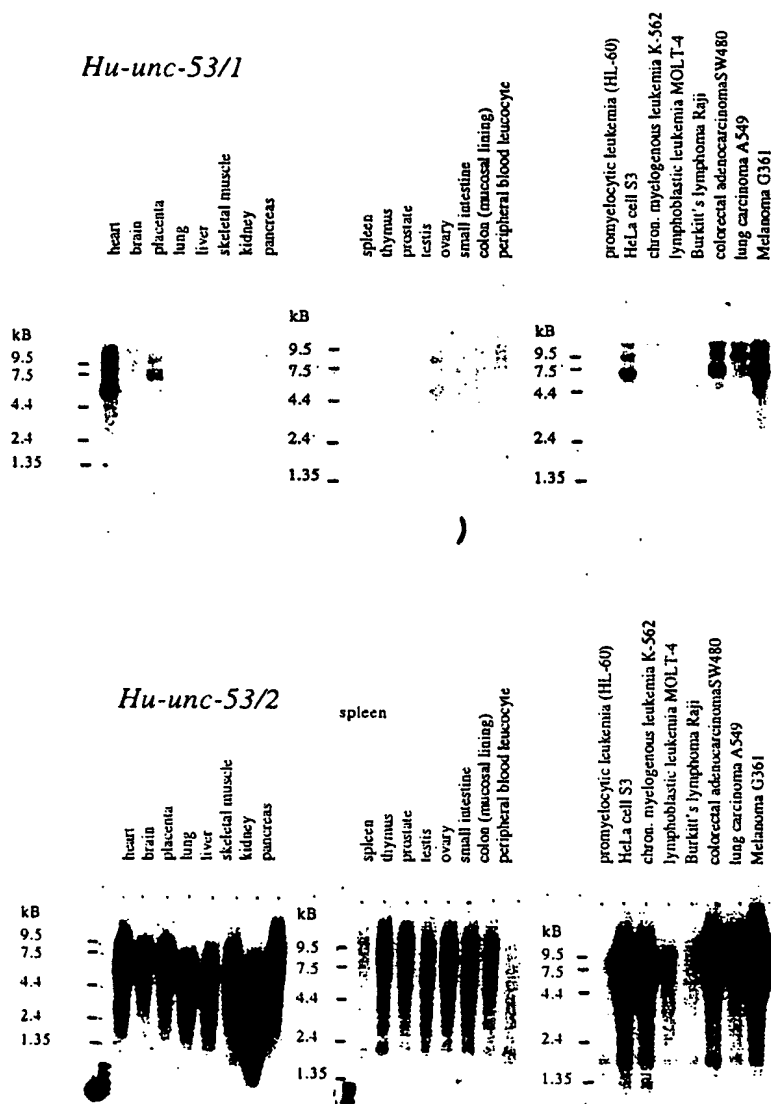 Hu-unc-53/1
heart
brain
placenta
lung
liver
skeletal muscle
kidney
pancreas
spleen
thymus
prostate
testis
ovary
small intestine
colon (mucosal lining)
peripheral blood leucocyte
promyelocytic leukemia (HL-60)
HeLa cell S3
chron. myelogenous leukemia K-562
lymphoblastic leukemia MOLT-4
Burkitt's lymphoma Raji
colorectal adenocarcinomaSW480
lung carcinoma A549
Melanoma G361
kB
9.5
7.5
4.4
2.4
1.35
kB
9.5
7.5
4.4
2.4
1.35
kB
9.5
7.5
4.4
2.4
1.35
Hu-unc-53/2
spleen
heart
brain
placenta
lung
liver
skeletal muscle
kidney
pancreas
spleen
thymus
prostate
testis
ovary
small intestine
colon (mucosal lining)
peripheral blood leucocyte
promyelocytic leukemia (HL-60)
HeLa cell S3
chron. myelogenous leukemia K-562
lymphoblastic leukemia MOLT-4
Burkitt's lymphoma Raji
colorectal adenocarcinomaSW480
lung carcinoma A549
Melanoma G361
kB
9.5
7.5
4.4
2.4
1.35
kB
9.5
7.5
4.4
2.4
1.35
kB
9.5
7.5
4.4
2.4
1.35